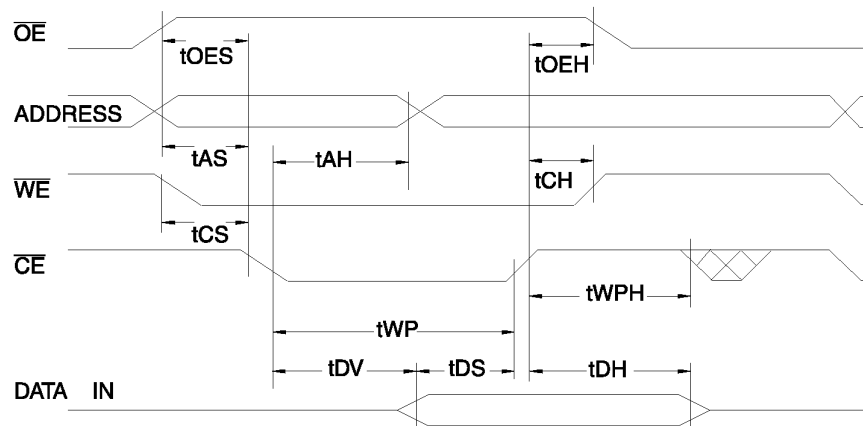 OE
tOES
tOEH
ADDRESS
tAS
tAH
WE
tCH
tCS
CE
tWPH
tWP
tDV
tDS
tDH
DATA IN